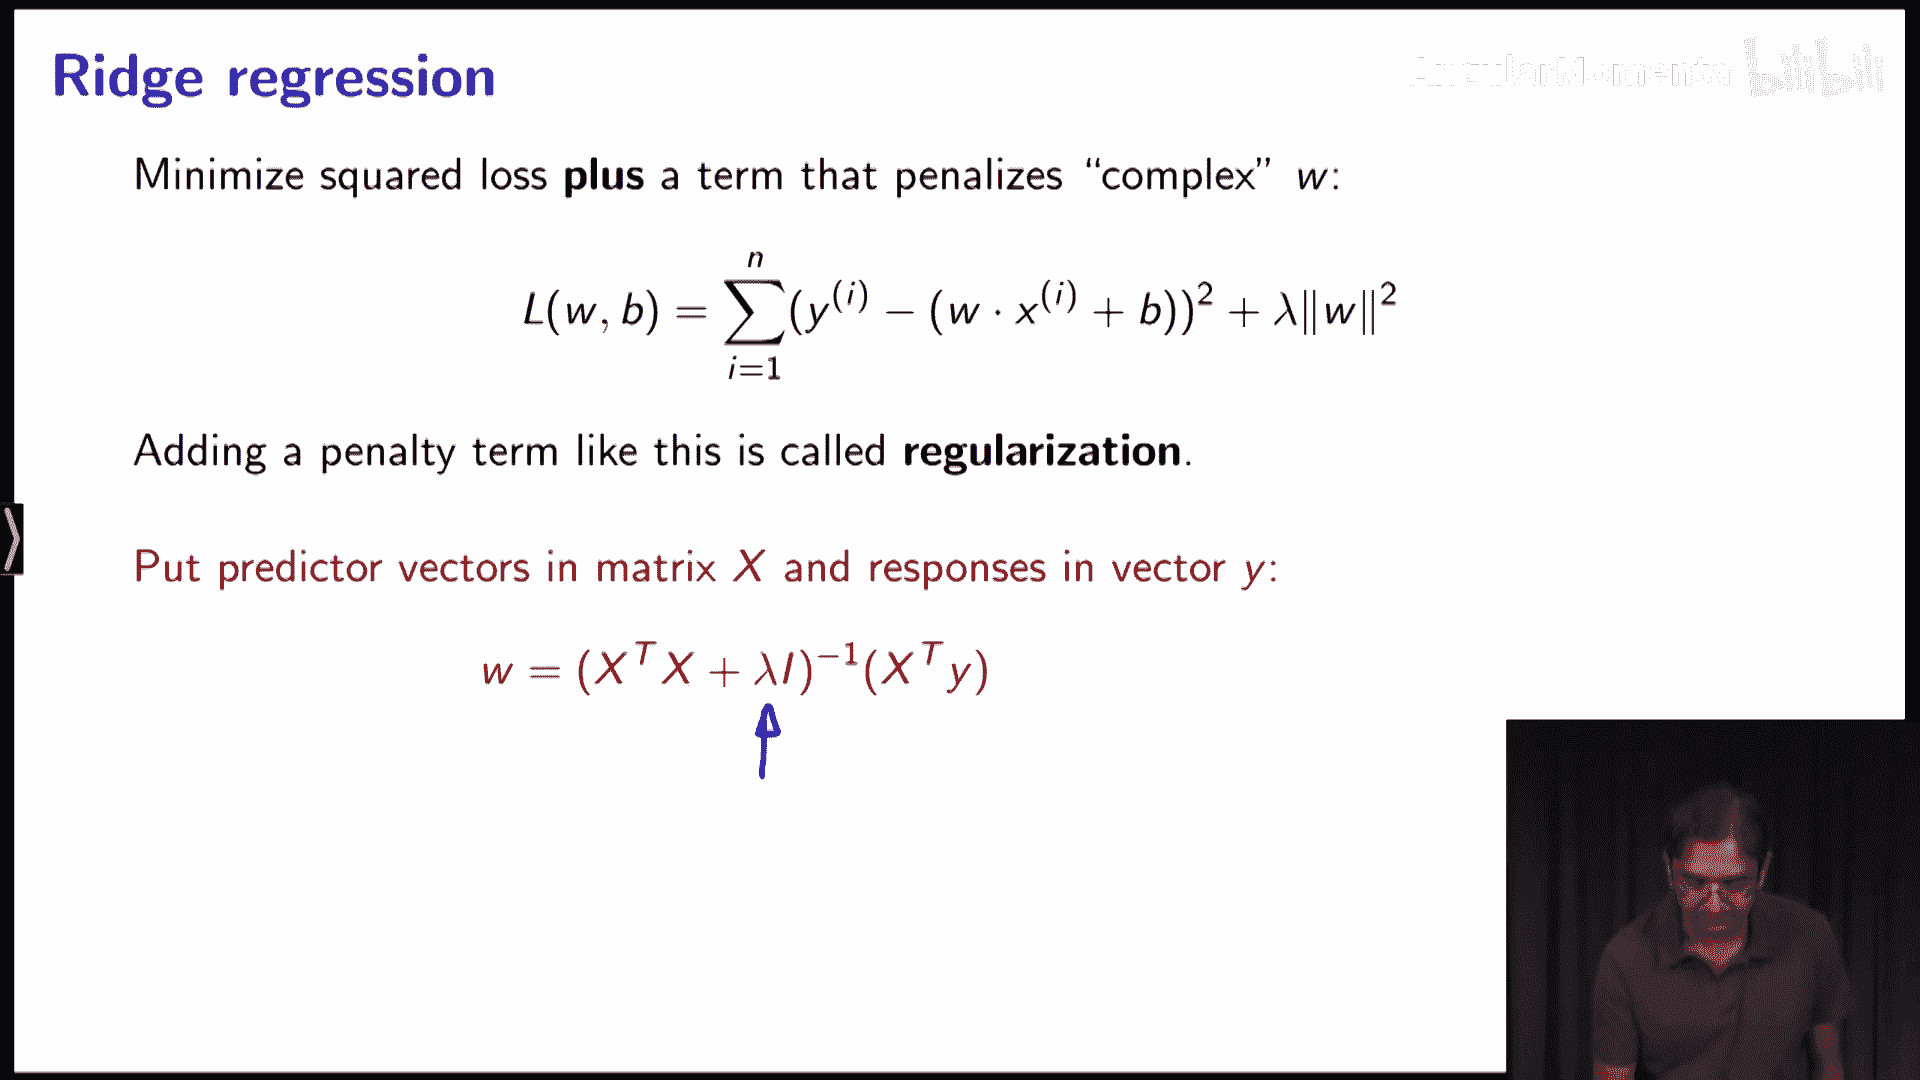 Ridge regression
bilibili
Minimize squared loss plus a term that penalizes “complex” w:
L(w, b) = ∑_{i=1}^{n} (y^{(i)} − (w · x^{(i)} + b))² + λ‖w‖²
Adding a penalty term like this is called regularization.
Put predictor vectors in matrix X and responses in vector y:
w = (X^T X + λI)^{−1}(X^T y)